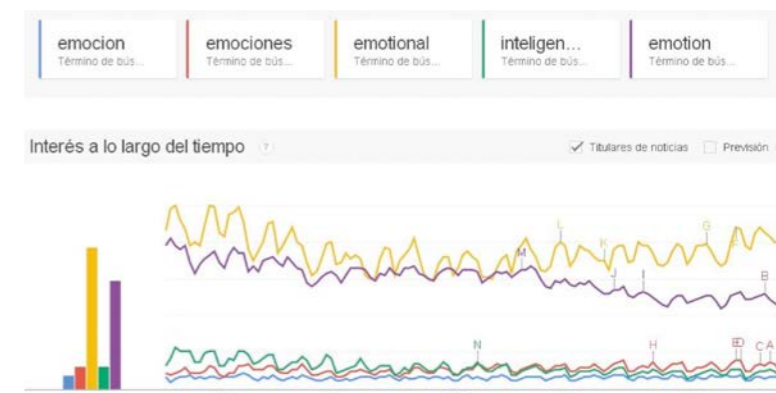 emocion
Término de bús...
emociones
Término de bús...
emotional
Término de bús...
inteligen...
Término de bús...
emotion
Término de bús...
Interés a lo largo del tiempo ?
Titulares de noticias
Previsión
L
G
K
F
M
J
I
B
N
H
E
D
C
A